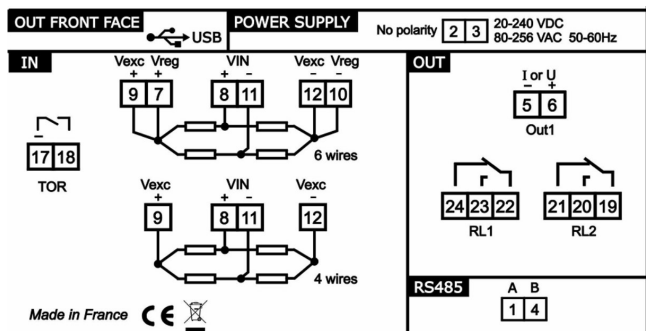 OUT FRONT FACE
USB
POWER SUPPLY
No polarity 2 3 20-240 VDC
80-256 VAC 50-60Hz
IN
Vexc Vreg VIN Vexc Vreg
+ + + − − −
9 7 8 11 12 10
6 wires
−
17 18
TOR
Vexc VIN Vexc
+ + − −
9 8 11 12
4 wires
Made in France CE
OUT
I or U
− +
5 6
Out1
24 23 22
RL1
21 20 19
RL2
RS485
A B
1 4